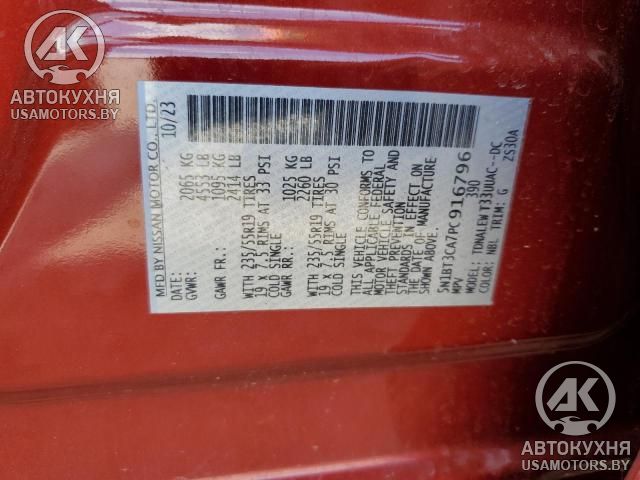 АВТОКУХНЯ
USAMOTORS.BY
MFD BY NISSAN MOTOR CO., LTD. 10/23
GVWR: 2065 KG
4553 LB
GAWR FR: 1095 KG
2414 LB
WITH 235/55R19 TIRES
19 X 7.5 RIMS AT 33 PSI
COLD SINGLE
GAWR RR: 1025 KG
2260 LB
WITH 235/55R19 TIRES
19 X 7.5 RIMS AT 30 PSI
COLD SINGLE
THIS VEHICLE CONFORMS TO
ALL APPLICABLE FEDERAL
MOTOR VEHICLE SAFETY AND
THEFT PREVENTION
STANDARDS IN EFFECT ON
DATE OF MANUFACTURE
SHOWN ABOVE.
5N1BT3CA7PC916796
MPV 390
MODEL: TDNALEW T33UUAC--DC
COLOR: NBL TRIM: G ZS30A
АК
АВТОКУХНЯ
USAMOTORS.BY